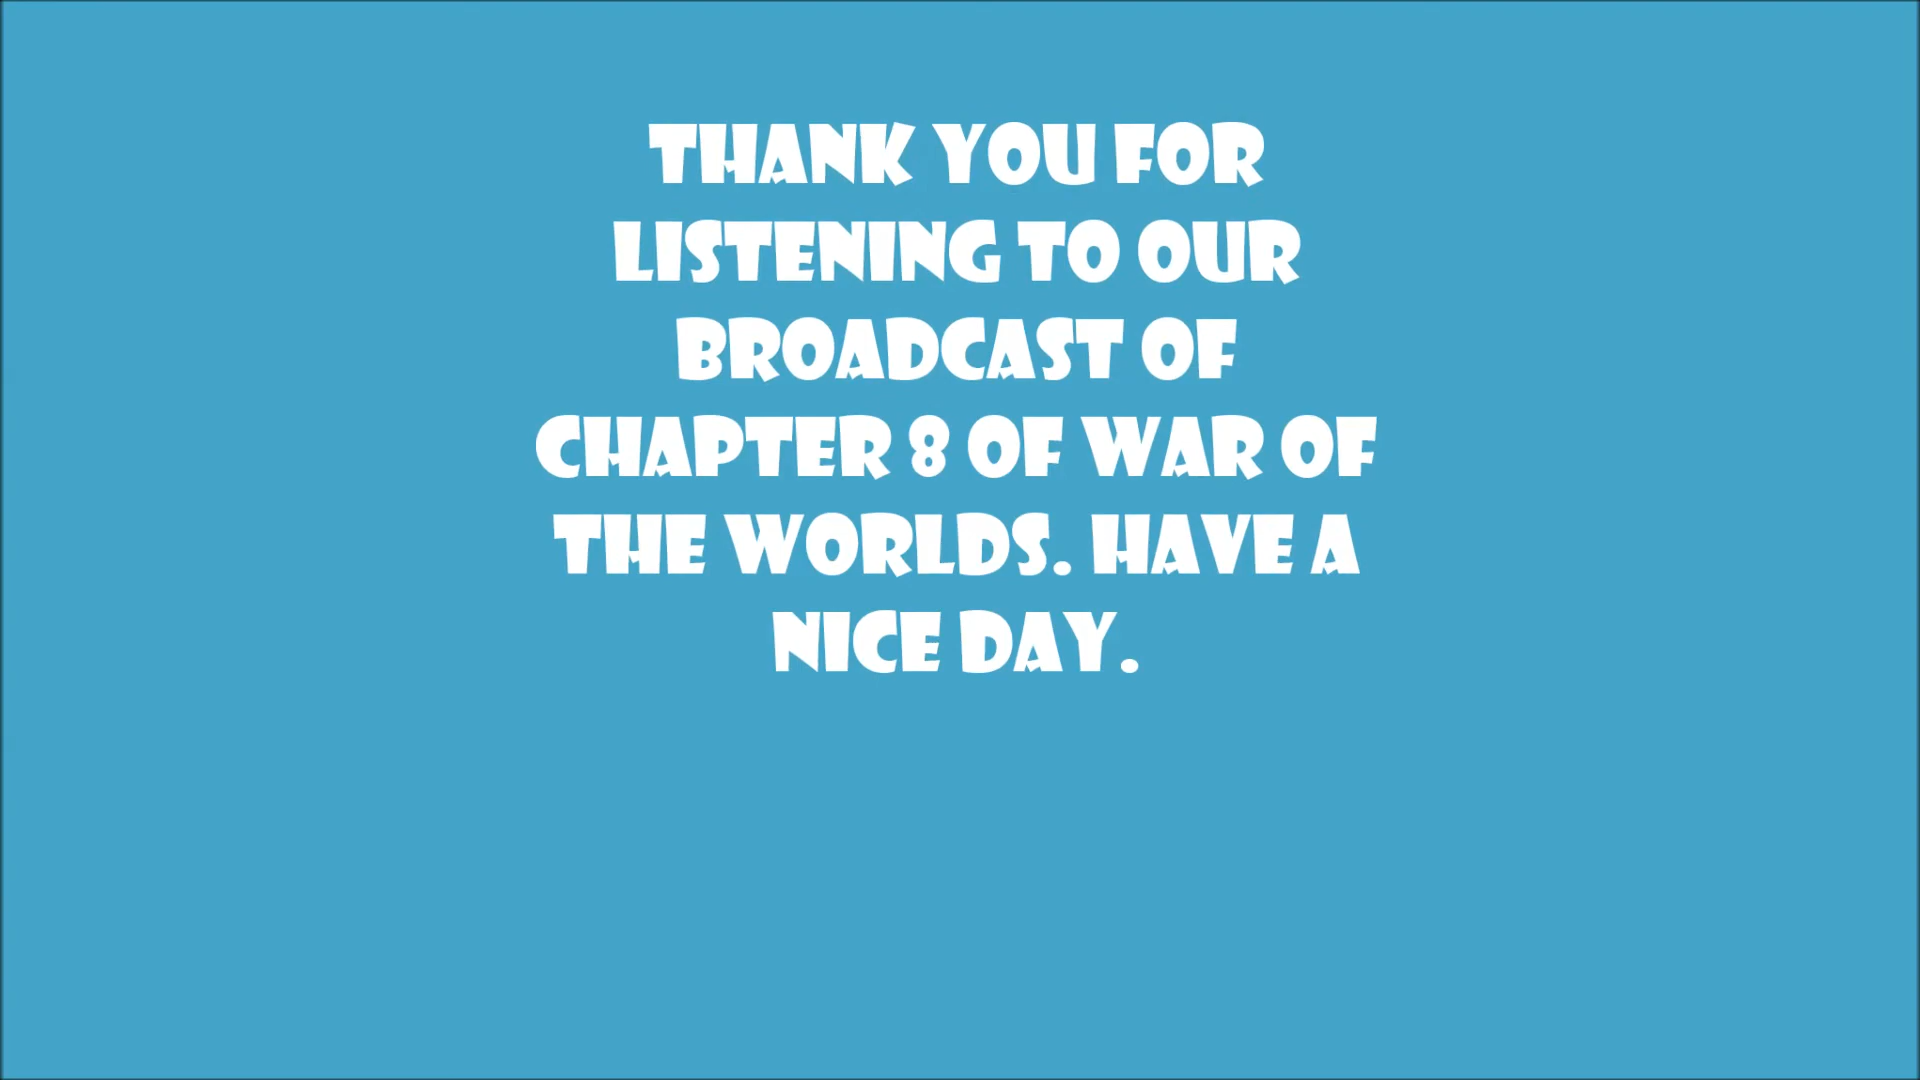 THANK YOU FOR
LISTENING TO OUR
BROADCAST OF
CHAPTER 8 OF WAR OF
THE WORLDS. HAVE A
NICE DAY.